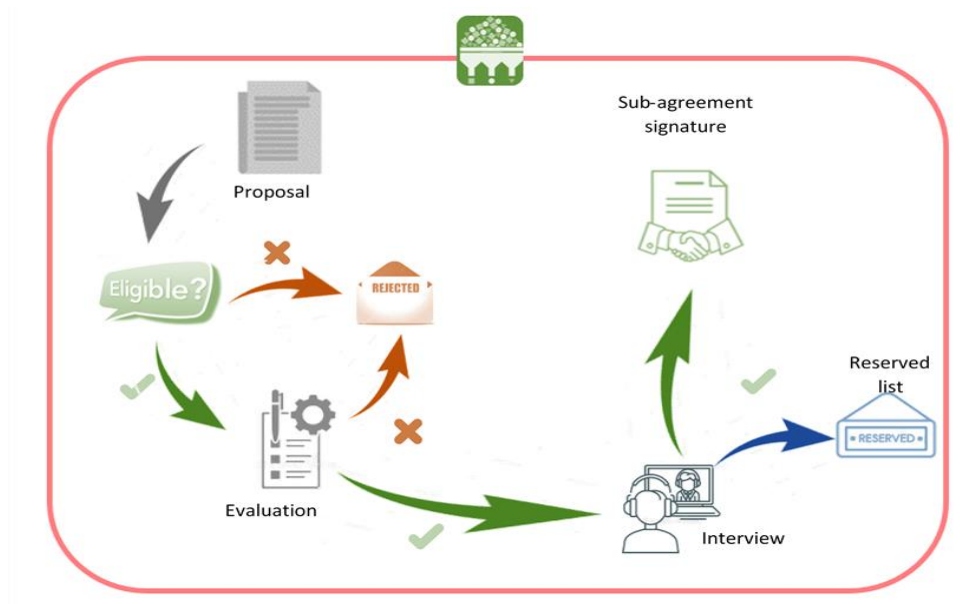 Sub-agreement
signature
Proposal
Eligible?
REJECTED
Reserved
list
RESERVED
Evaluation
Interview